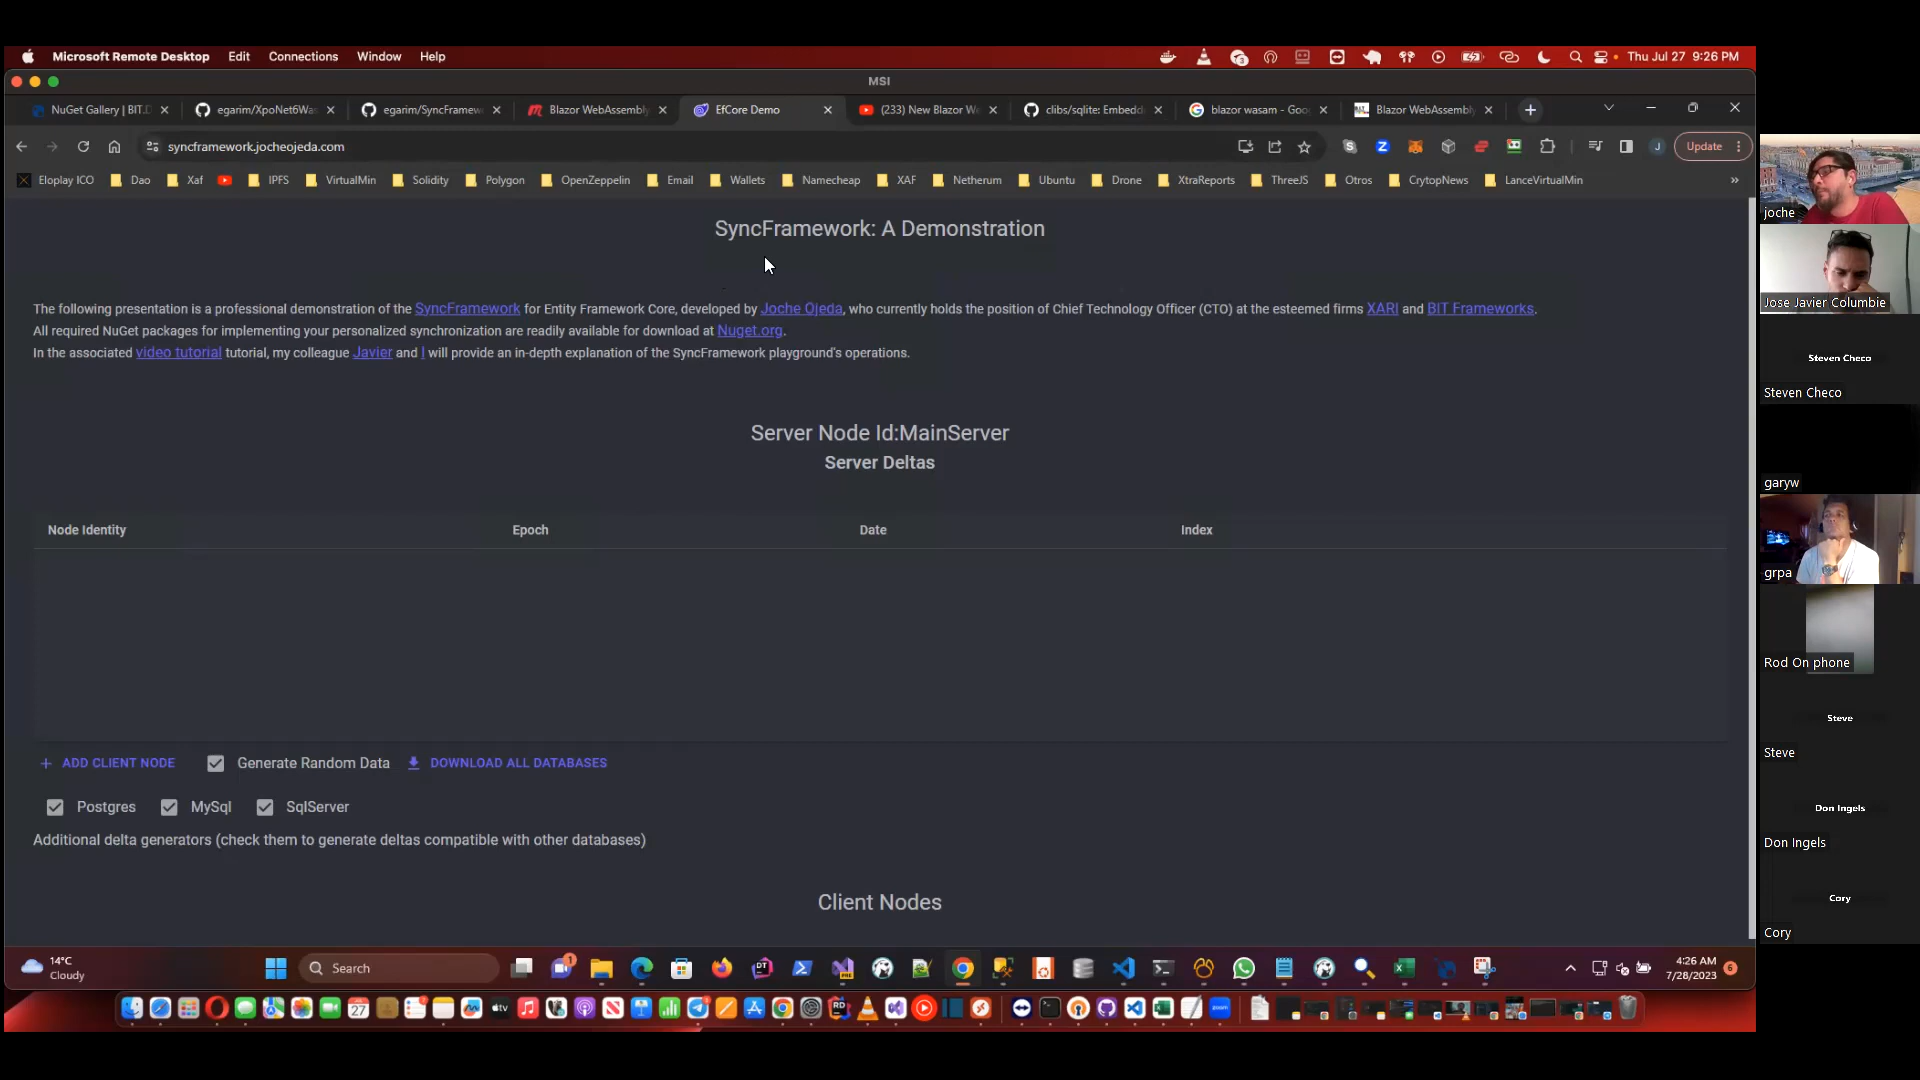 Microsoft Remote Desktop Edit Connections Window Help
3
Thu Jul 27 9:26 PM
MSI
NuGet Gallery | BIT.D
egarim/XpoNet6Was
egarim/SyncFramew
Blazor WebAssembly
EfCore Demo
(233) New Blazor We
clibs/sqlite: Embedd
blazor wasam - Goo
Blazor WebAssembly
syncframework.jocheojeda.com
J
Update
Eloplay ICO Dao Xaf IPFS VirtualMin Solidity Polygon OpenZeppelin Email Wallets Namecheap XAF Netherum Ubuntu Drone XtraReports ThreeJS Otros CrytopNews LanceVirtualMin »
SyncFramework: A Demonstration
The following presentation is a professional demonstration of the SyncFramework for Entity Framework Core, developed by Joche Ojeda, who currently holds the position of Chief Technology Officer (CTO) at the esteemed firms XARI and BIT Frameworks.
All required NuGet packages for implementing your personalized synchronization are readily available for download at Nuget.org.
In the associated video tutorial tutorial, my colleague Javier and I will provide an in-depth explanation of the SyncFramework playground's operations.
Server Node Id:MainServer
Server Deltas
Node Identity Epoch Date Index
+ ADD CLIENT NODE Generate Random Data DOWNLOAD ALL DATABASES
Postgres MySql SqlServer
Additional delta generators (check them to generate deltas compatible with other databases)
Client Nodes
14°C
Cloudy
Search
1
4:26 AM
7/28/2023
6
27
tv
zoom
joche
Jose Javier Columbie
Steven Checo
Steven Checo
garyw
grpa
Rod On phone
Steve
Steve
Don Ingels
Don Ingels
Cory
Cory